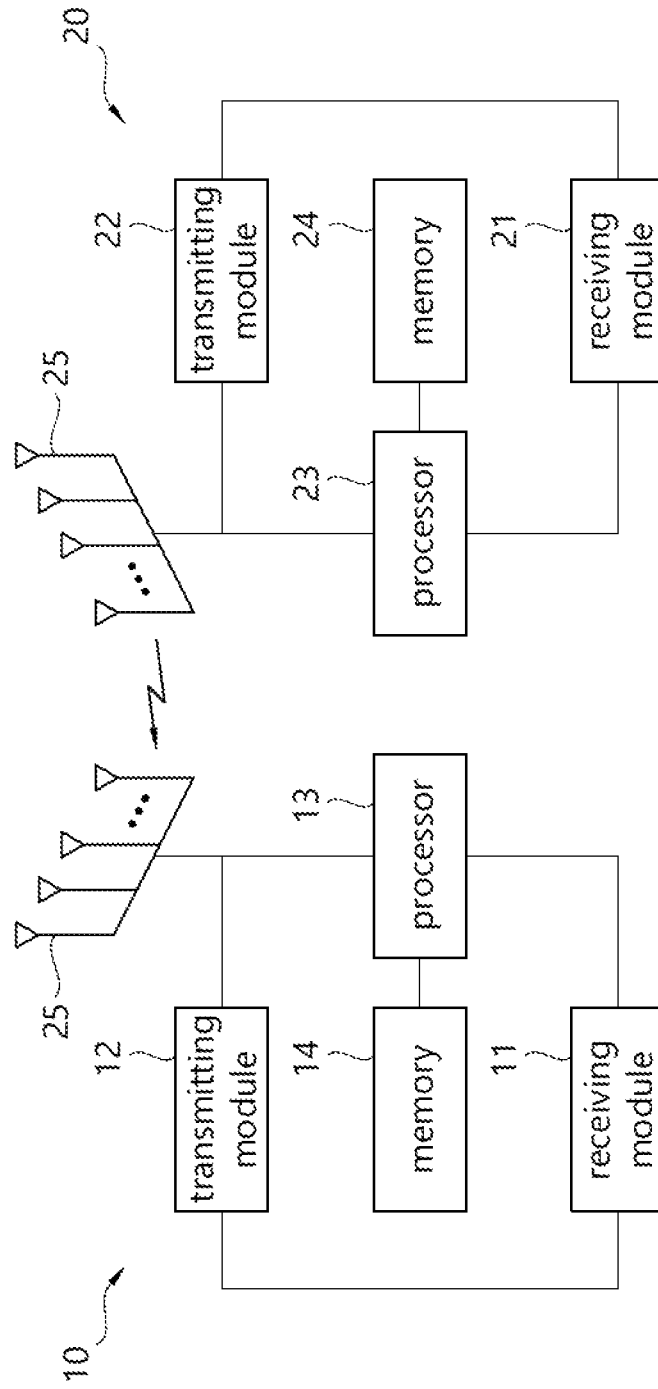 10
20
25
25
12
transmitting
module
22
transmitting
module
14
memory
13
processor
23
processor
24
memory
11
receiving
module
21
receiving
module